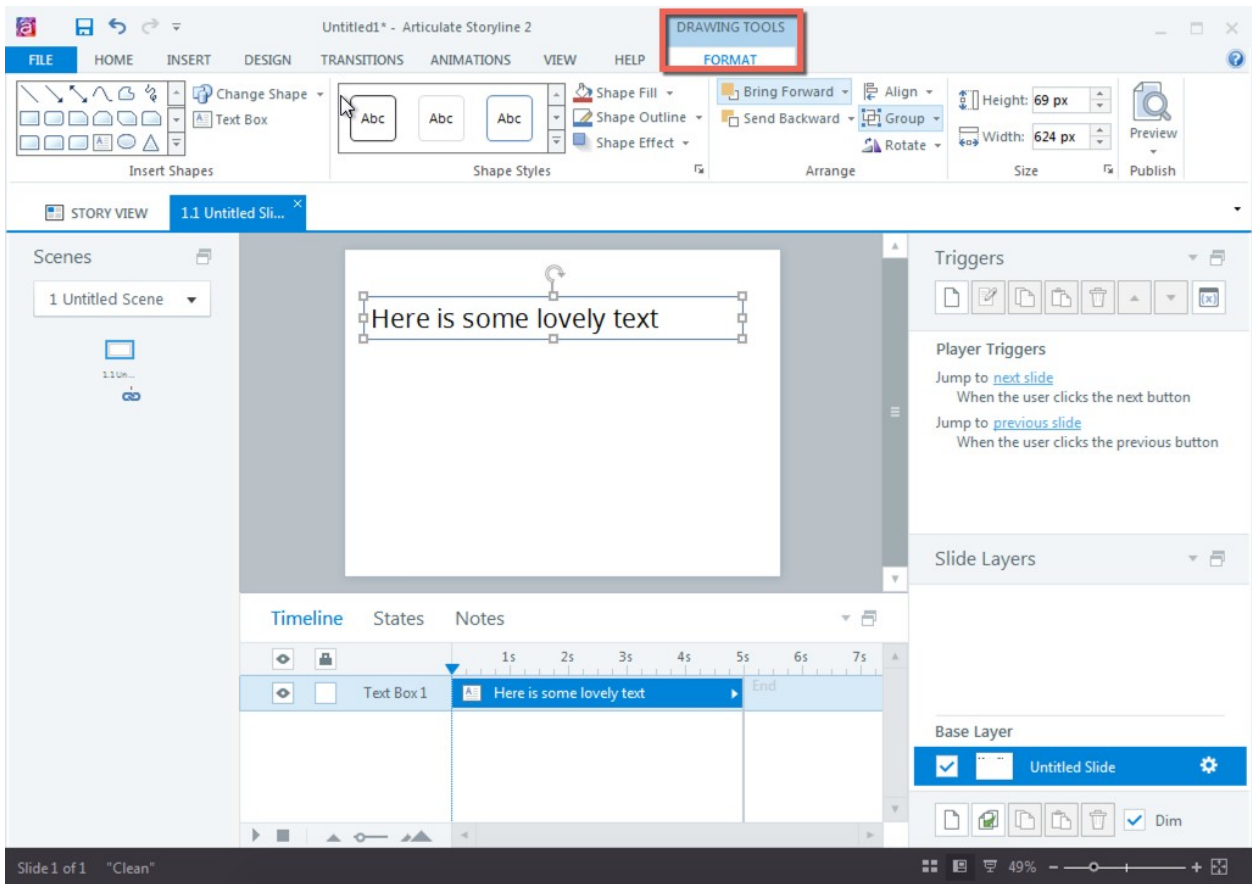 Untitled1* - Articulate Storyline 2
DRAWING TOOLS
FILE HOME INSERT DESIGN TRANSITIONS ANIMATIONS VIEW HELP FORMAT
Change Shape
Text Box
Insert Shapes
Abc Abc Abc
Shape Fill
Shape Outline
Shape Effect
Shape Styles
Bring Forward
Send Backward
Align
Group
Rotate
Arrange
Height: 69 px
Width: 624 px
Size
Preview
Publish
STORY VIEW
1.1 Untitled Sli...
Scenes
1 Untitled Scene
1.1 Un...
Here is some lovely text
Triggers
Player Triggers
Jump to next slide
When the user clicks the next button
Jump to previous slide
When the user clicks the previous button
Slide Layers
Base Layer
Untitled Slide
Dim
Timeline States Notes
1s 2s 3s 4s 5s 6s 7s
Text Box 1
Here is some lovely text
End
Slide 1 of 1 "Clean"
49%